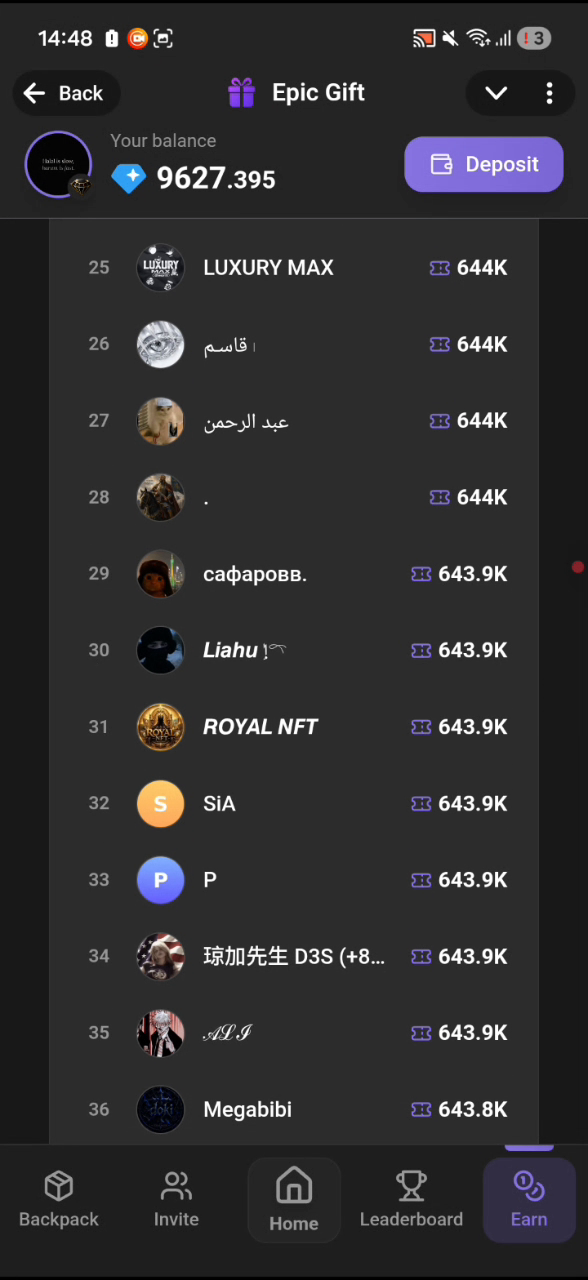 14:48
3
Back
Epic Gift
Your balance
9627.395
Deposit
25 LUXURY MAX 644K
26 قاسم 644K
27 عبد الرحمن 644K
28 . 644K
29 сафаровв. 643.9K
30 Liahu 643.9K
31 ROYAL NFT 643.9K
32 S SiA 643.9K
33 P P 643.9K
34 琼加先生 D3S (+8... 643.9K
35 𝒜ℒℐ 643.9K
36 Megabibi 643.8K
Backpack
Invite
Home
Leaderboard
Earn